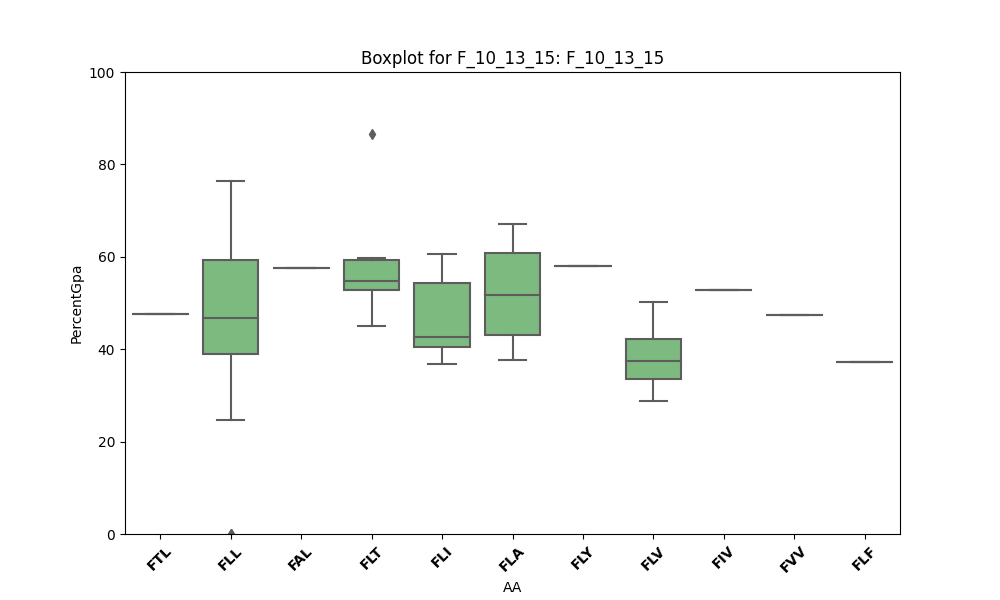 Boxplot for F_10_13_15: F_10_13_15
100
80
60
40
20
0
PercentGpa
FTL
FLL
FAL
FLT
FLI
FLA
FLY
FLV
FIV
FVV
FLF
AA